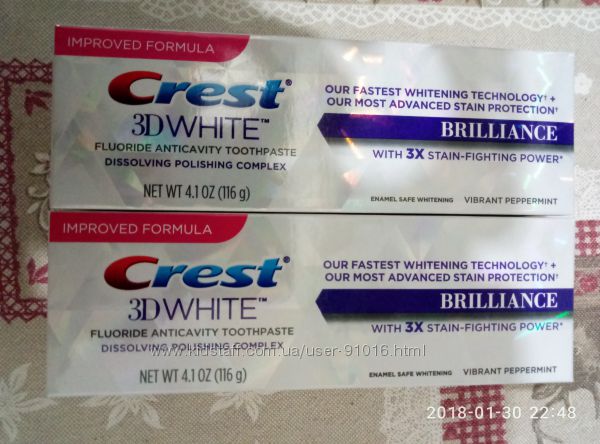 IMPROVED FORMULA
Crest®
3DWHITE™
FLUORIDE ANTICAVITY TOOTHPASTE
DISSOLVING POLISHING COMPLEX
NET WT 4.1 OZ (116 g)
OUR FASTEST WHITENING TECHNOLOGY† +
OUR MOST ADVANCED STAIN PROTECTION†
BRILLIANCE
WITH 3X STAIN-FIGHTING POWER*
ENAMEL SAFE WHITENING VIBRANT PEPPERMINT
IMPROVED FORMULA
Crest®
3DWHITE™
FLUORIDE ANTICAVITY TOOTHPASTE
DISSOLVING POLISHING COMPLEX
NET WT 4.1 OZ (116 g)
OUR FASTEST WHITENING TECHNOLOGY† +
OUR MOST ADVANCED STAIN PROTECTION†
BRILLIANCE
WITH 3X STAIN-FIGHTING POWER*
ENAMEL SAFE WHITENING VIBRANT PEPPERMINT
www.kidstaff.com.ua/user-91016.html
2018-01-30 22:48